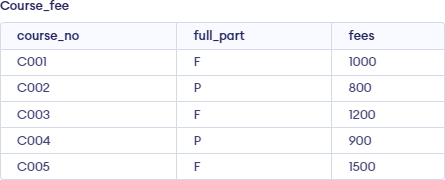 Course_fee
course_no full_part fees
C001 F 1000
C002 P 800
C003 F 1200
C004 P 900
C005 F 1500